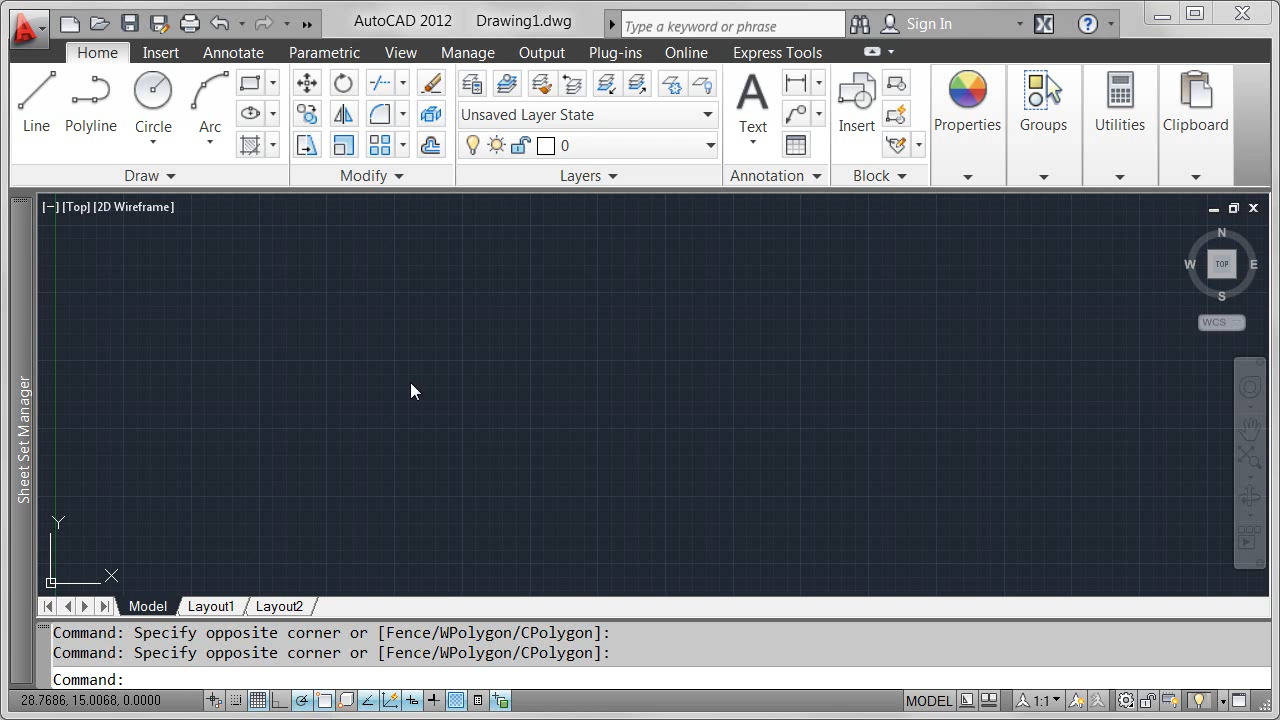 AutoCAD 2012 Drawing1.dwg Type a keyword or phrase Sign In
Home Insert Annotate Parametric View Manage Output Plug-ins Online Express Tools
Line Polyline Circle Arc
Unsaved Layer State
0
Text Insert Properties Groups Utilities Clipboard
Draw Modify Layers Annotation Block
[−] [Top] [2D Wireframe]
N
W TOP E
S
WCS
Sheet Set Manager
Y
X
Model Layout1 Layout2
Command: Specify opposite corner or [Fence/WPolygon/CPolygon]:
Command: Specify opposite corner or [Fence/WPolygon/CPolygon]:
Command:
28.7686, 15.0068, 0.0000 MODEL 1:1